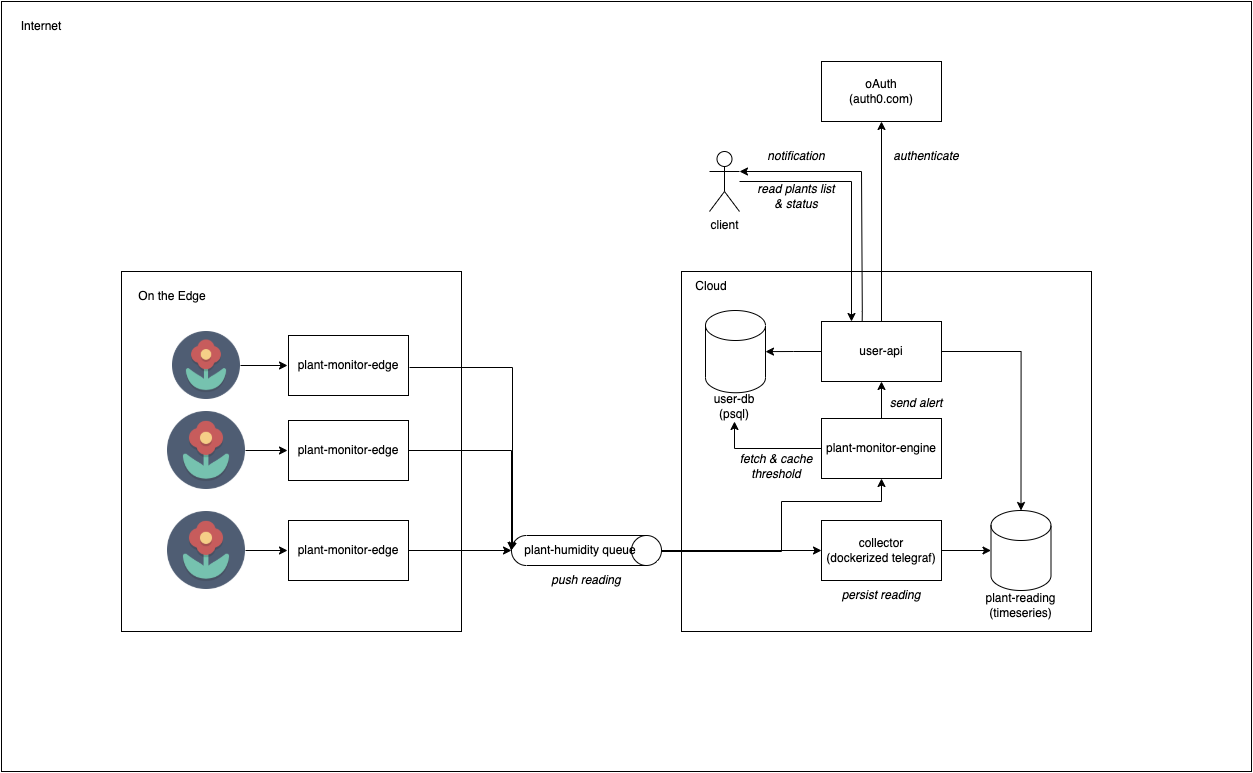 Internet
oAuth
(auth0.com)
notification
authenticate
read plants list
& status
client
On the Edge
Cloud
plant-monitor-edge
user-api
user-db
(psql)
send alert
plant-monitor-edge
plant-monitor-engine
fetch & cache
threshold
plant-monitor-edge
plant-humidity queue
push reading
collector
(dockerized telegraf)
persist reading
plant-reading
(timeseries)